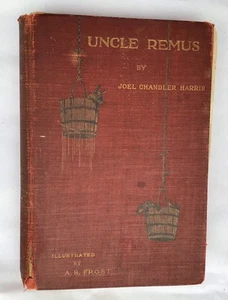 UNCLE REMUS
BY
JOEL CHANDLER HARRIS
ILLUSTRATED
BY
A. B. FROST